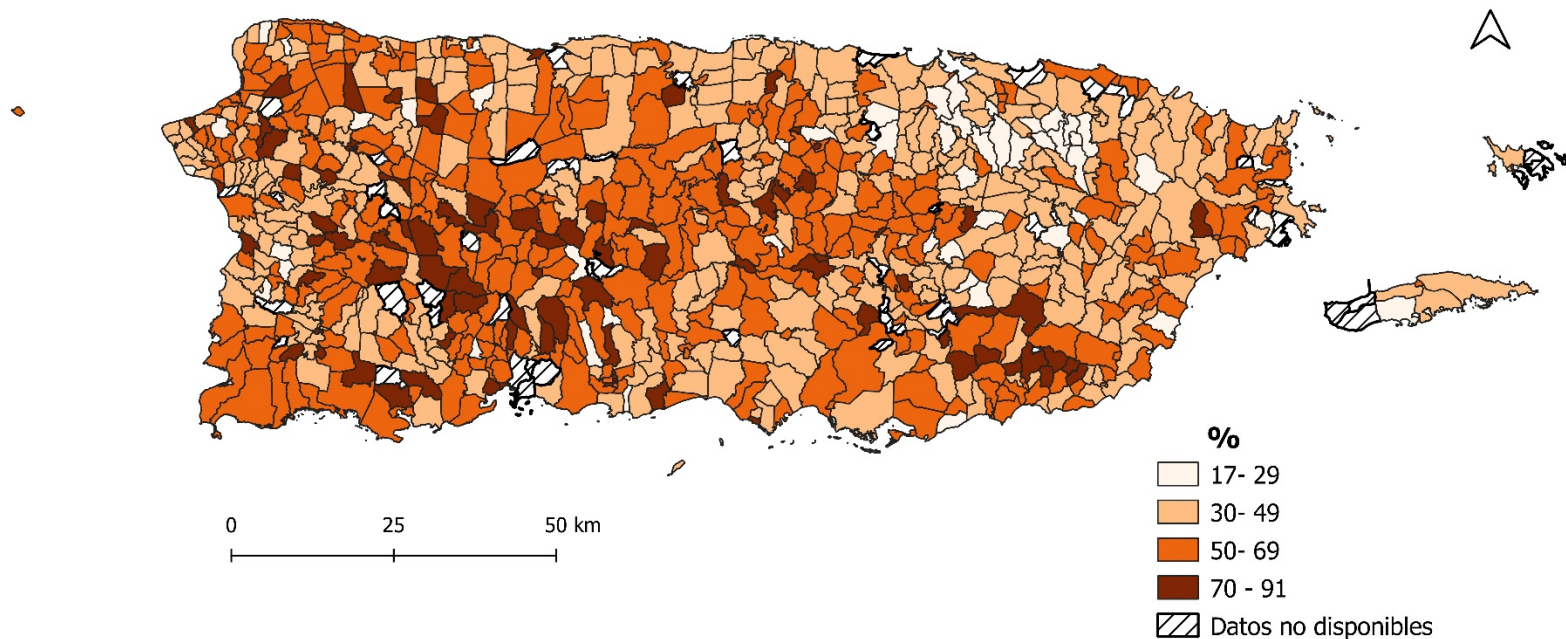 0 25 50 km
%
17- 29
30- 49
50- 69
70 - 91
Datos no disponibles